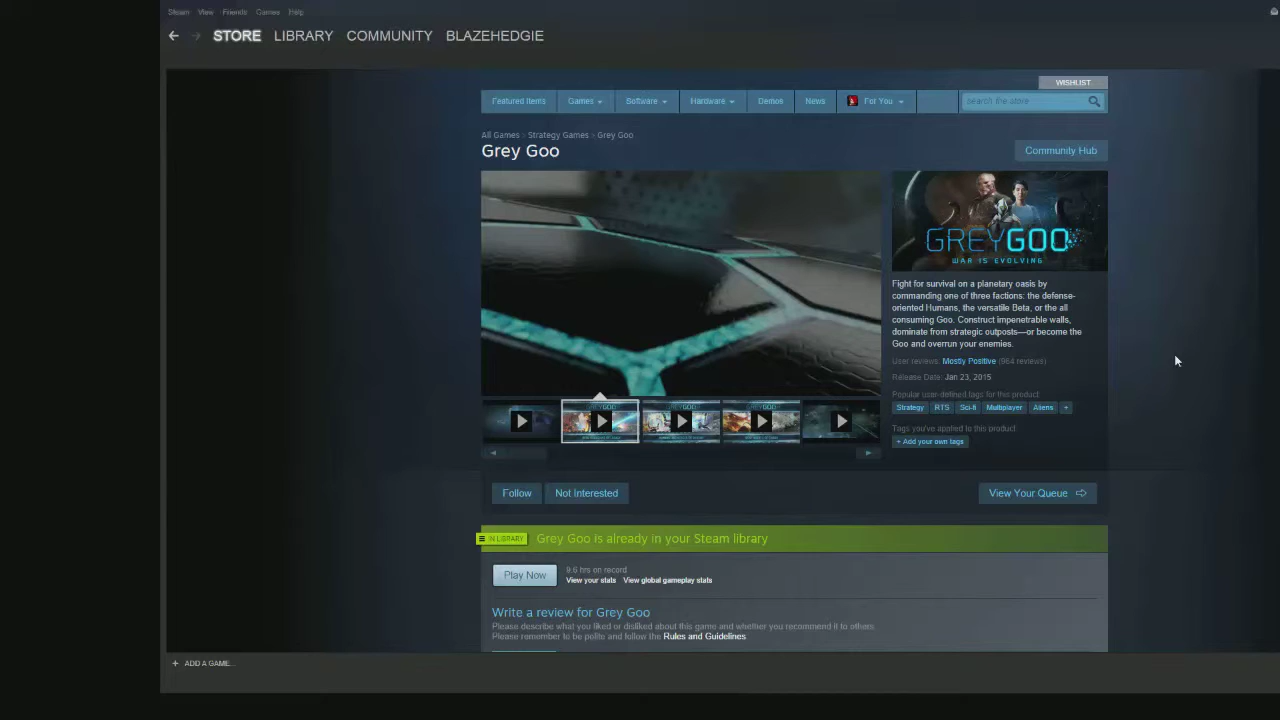 Steam View Friends Games Help
STORE LIBRARY COMMUNITY BLAZEHEDGIE
WISHLIST
Featured Items Games Software Hardware Demos News For You search the store
All Games > Strategy Games > Grey Goo
Grey Goo
Community Hub
GREYGOO
WAR IS EVOLVING
Fight for survival on a planetary oasis by
commanding one of three factions: the defense-
oriented Humans, the versatile Beta, or the all
consuming Goo. Construct impenetrable walls,
dominate from strategic outposts—or become the
Goo and overrun your enemies.
User reviews: Mostly Positive (964 reviews)
Release Date: Jan 23, 2015
Popular user-defined tags for this product:
Strategy RTS Sci-fi Multiplayer Aliens +
Tags you've applied to this product:
+ Add your own tags
GREYGOO GREYGOO GREYGOO
Follow Not Interested View Your Queue
IN LIBRARY Grey Goo is already in your Steam library
Play Now
9.6 hrs on record
View your stats View global gameplay stats
Write a review for Grey Goo
Please describe what you liked or disliked about this game and whether you recommend it to others.
Please remember to be polite and follow the Rules and Guidelines.
+ ADD A GAME...